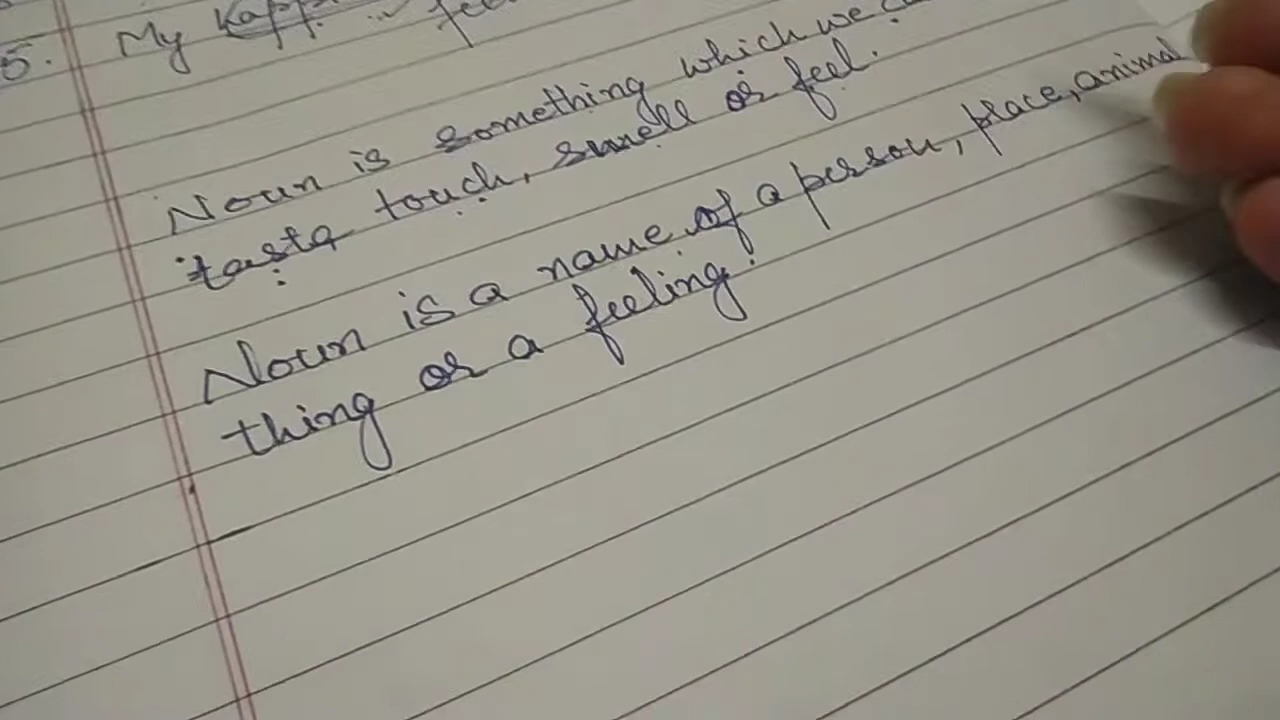 5. My
Noun is something which we
tasta touch, smell or feel.
Noun is a name of a person, place, animal
thing or a feeling.